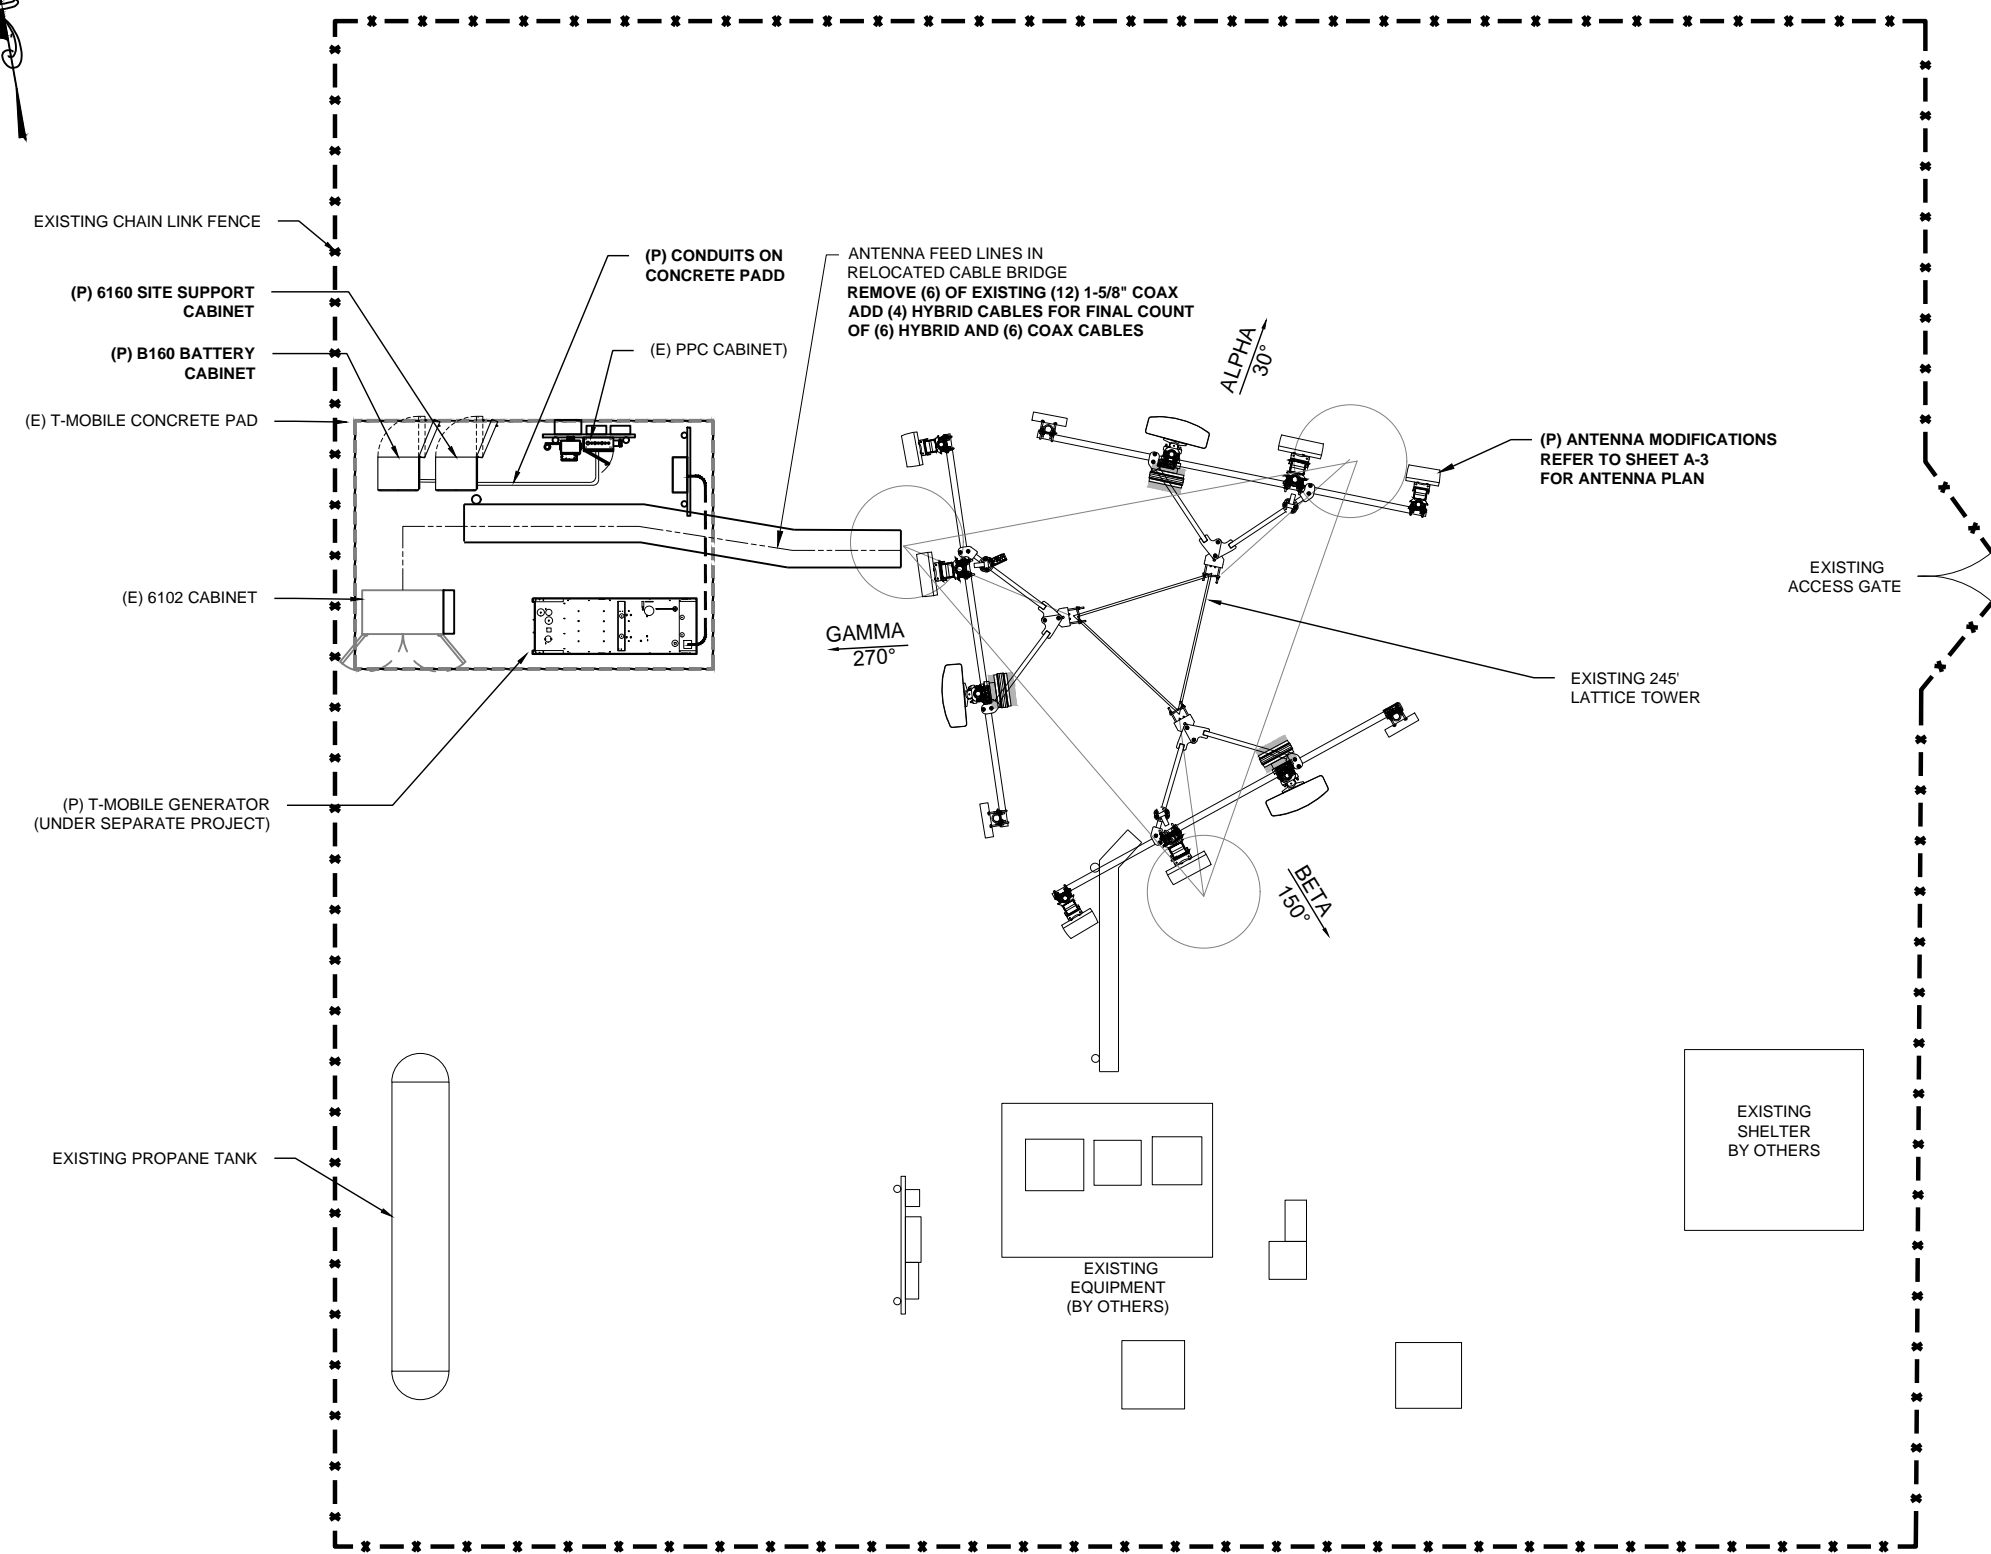 EXISTING CHAIN LINK FENCE
(P) 6160 SITE SUPPORT
CABINET
(P) B160 BATTERY
CABINET
(E) T-MOBILE CONCRETE PAD
(E) 6102 CABINET
(P) T-MOBILE GENERATOR
(UNDER SEPARATE PROJECT)
EXISTING PROPANE TANK
(P) CONDUITS ON
CONCRETE PADD
(E) PPC CABINET)
ANTENNA FEED LINES IN
RELOCATED CABLE BRIDGE
REMOVE (6) OF EXISTING (12) 1-5/8" COAX
ADD (4) HYBRID CABLES FOR FINAL COUNT
OF (6) HYBRID AND (6) COAX CABLES
ALPHA
30°
GAMMA
270°
BETA
150°
(P) ANTENNA MODIFICATIONS
REFER TO SHEET A-3
FOR ANTENNA PLAN
EXISTING
ACCESS GATE
EXISTING 245'
LATTICE TOWER
EXISTING
SHELTER
BY OTHERS
EXISTING
EQUIPMENT
(BY OTHERS)